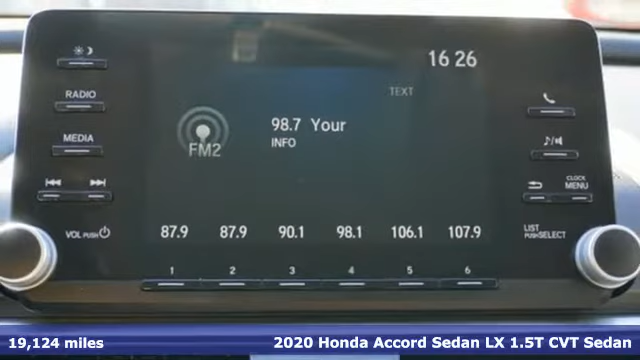 16 26
RADIO
TEXT
98.7 Your
MEDIA
FM2
INFO
CLOCK
MENU
VOL PUSH
LIST
PUSH SELECT
87.9 87.9 90.1 98.1 106.1 107.9
1 2 3 4 5 6
19,124 miles
2020 Honda Accord Sedan LX 1.5T CVT Sedan